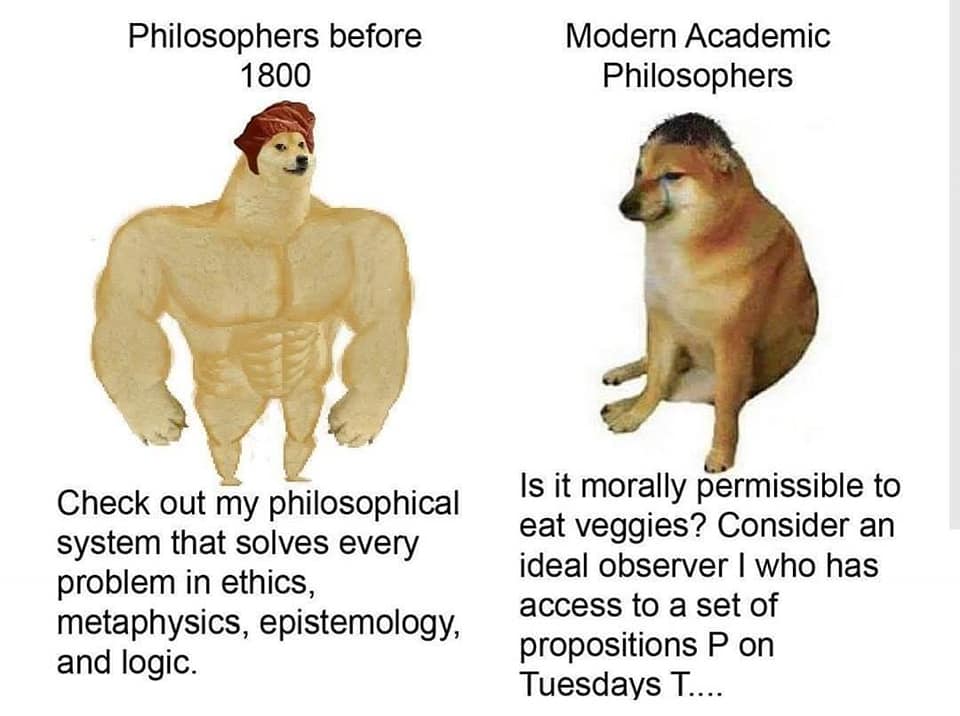 Philosophers before
1800
Modern Academic
Philosophers
Check out my philosophical
system that solves every
problem in ethics,
metaphysics, epistemology,
and logic.
Is it morally permissible to
eat veggies? Consider an
ideal observer I who has
access to a set of
propositions P on
Tuesdays T....